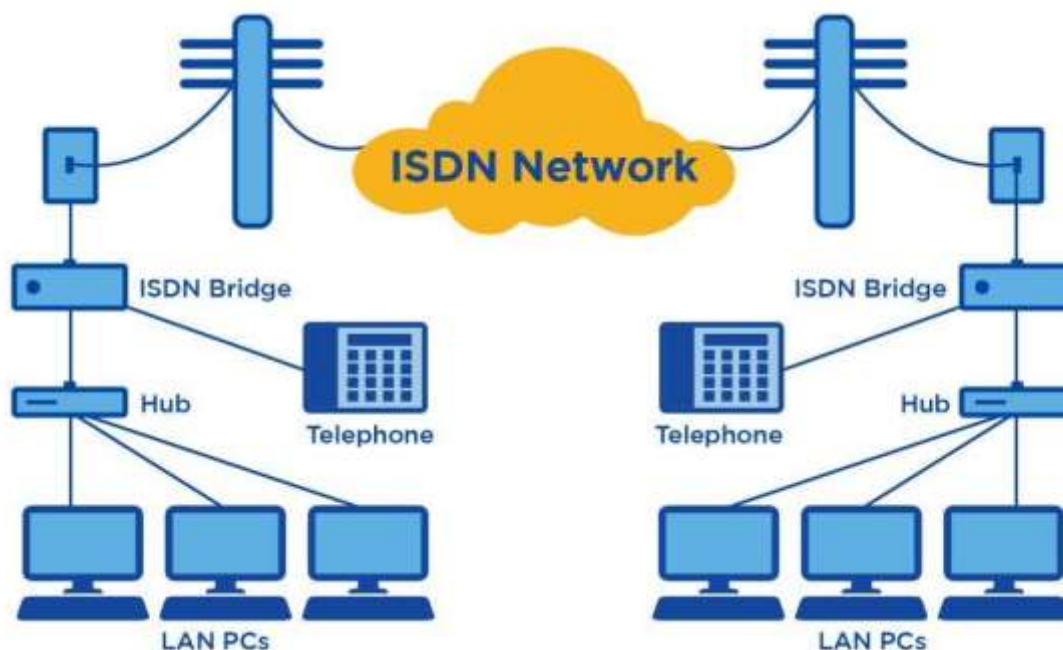 ISDN Network
ISDN Bridge
ISDN Bridge
Hub
Hub
Telephone
Telephone
LAN PCs
LAN PCs